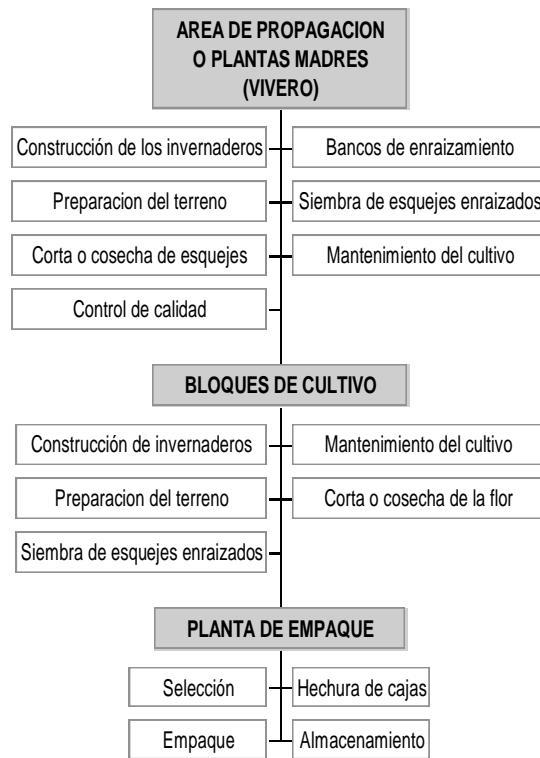 AREA DE PROPAGACION
O PLANTAS MADRES
(VIVERO)
Construcción de los invernaderos
Bancos de enraizamiento
Preparacion del terreno
Siembra de esquejes enraizados
Corta o cosecha de esquejes
Mantenimiento del cultivo
Control de calidad
BLOQUES DE CULTIVO
Construcción de invernaderos
Mantenimiento del cultivo
Preparacion del terreno
Corta o cosecha de la flor
Siembra de esquejes enraizados
PLANTA DE EMPAQUE
Selección
Hechura de cajas
Empaque
Almacenamiento